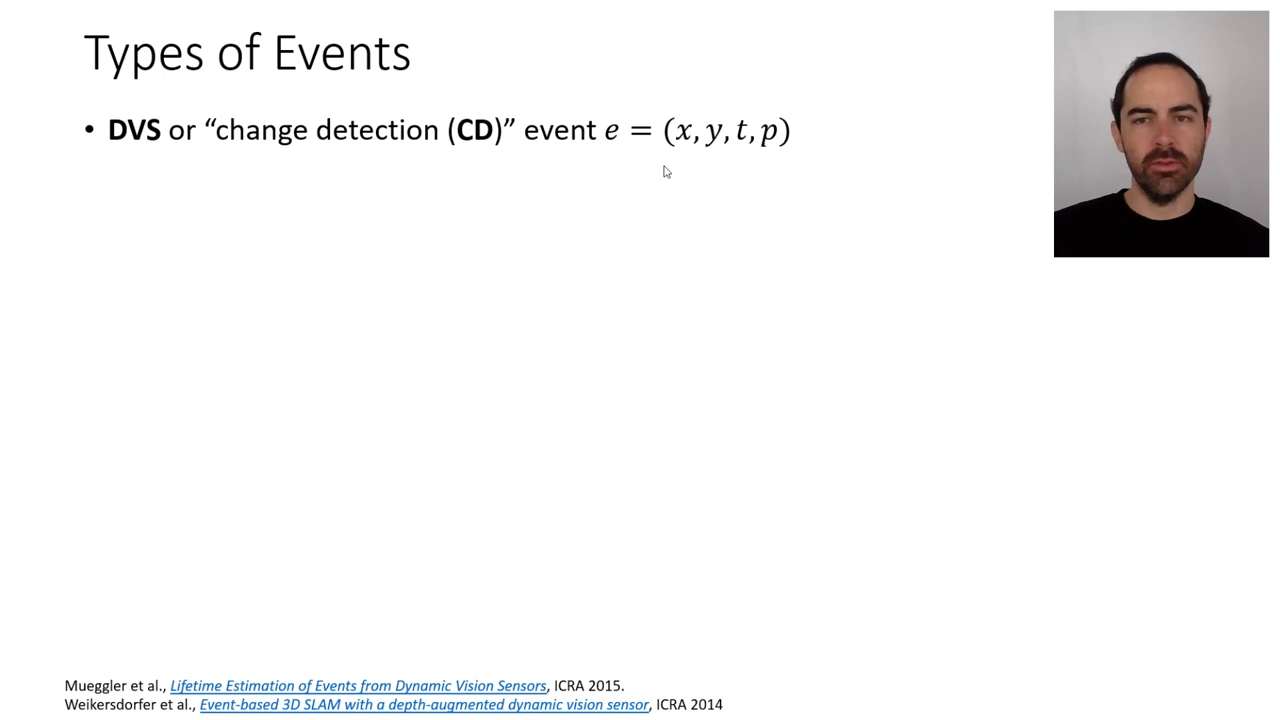 Types of Events
• DVS or “change detection (CD)” event e = (x, y, t, p)
Mueggler et al., Lifetime Estimation of Events from Dynamic Vision Sensors, ICRA 2015.
Weikersdorfer et al., Event-based 3D SLAM with a depth-augmented dynamic vision sensor, ICRA 2014